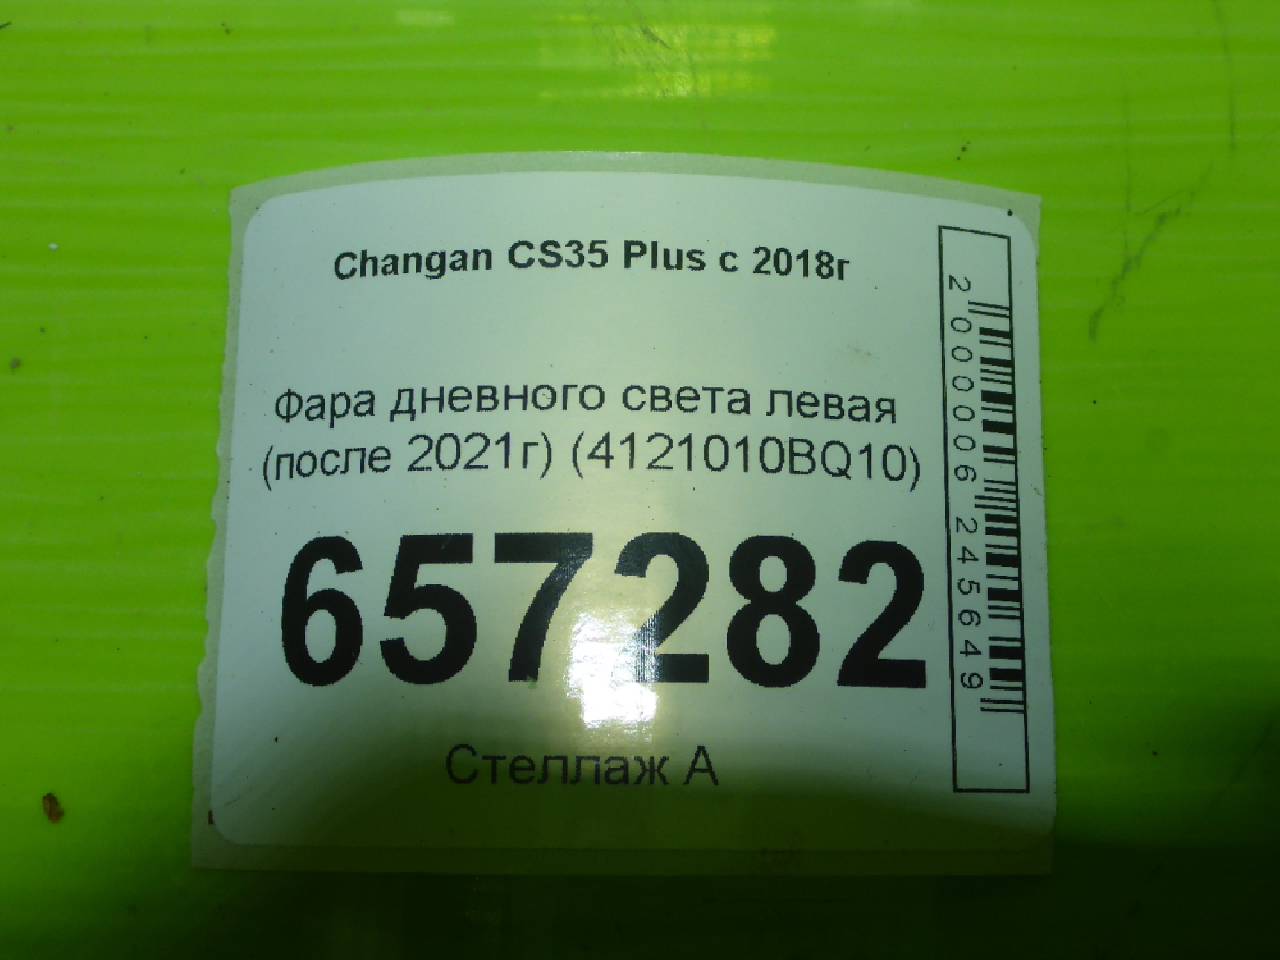 Changan CS35 Plus с 2018г
Фара дневного света левая
(после 2021г) (4121010BQ10)
657282
Стеллаж А
2000006245649